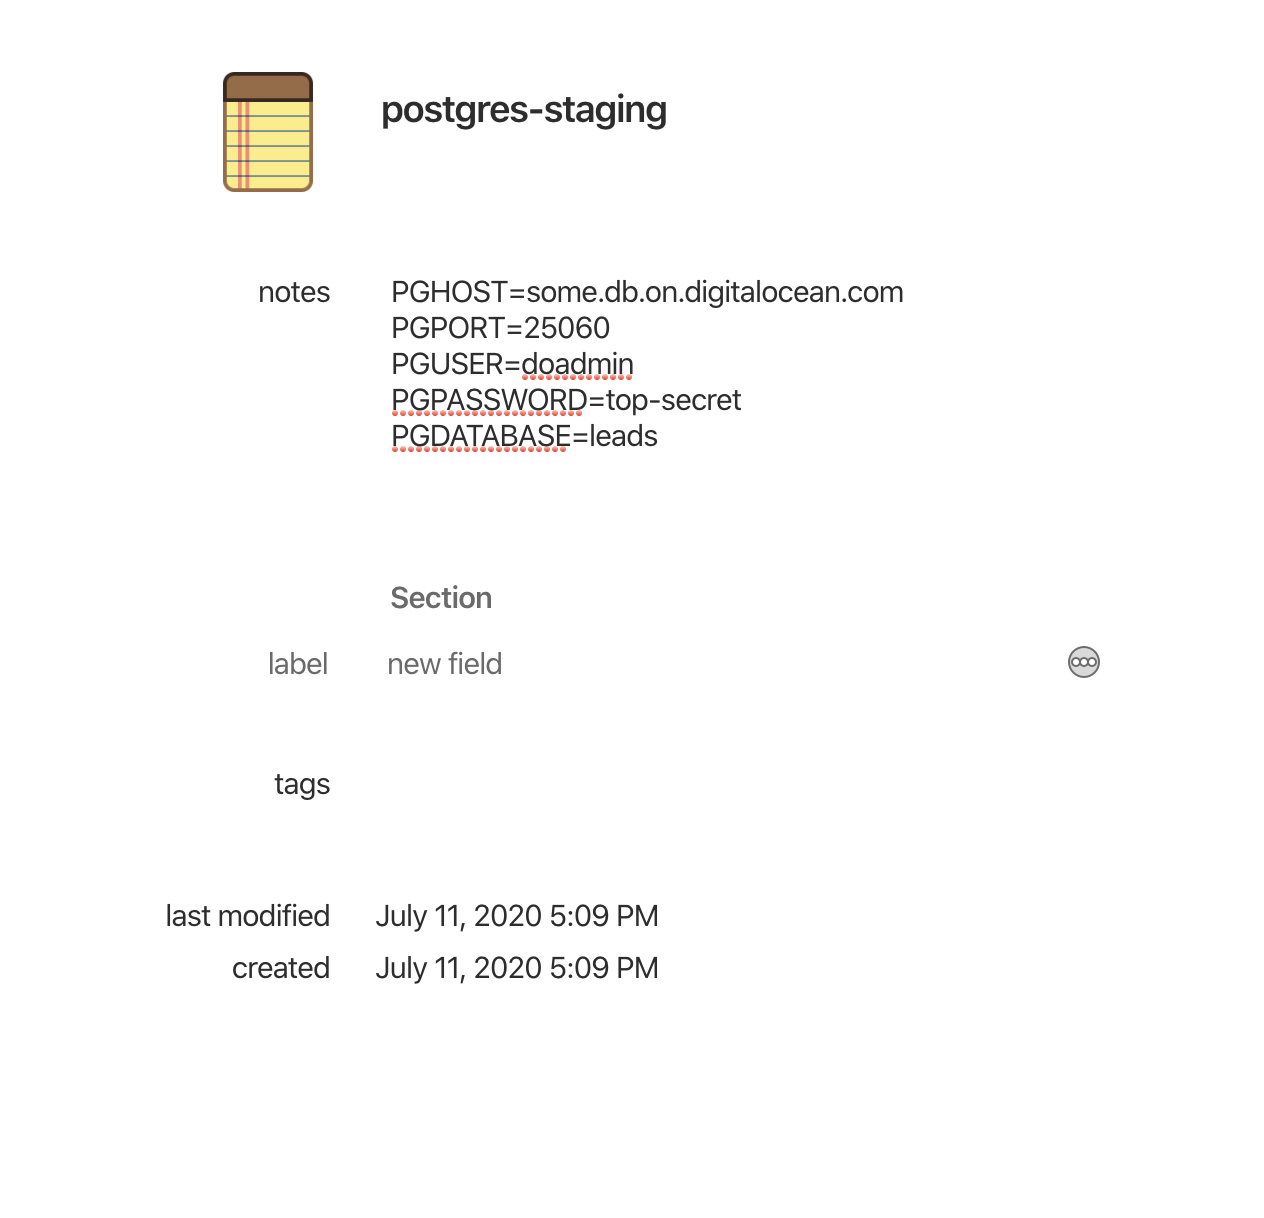 postgres-staging
notes PGHOST=some.db.on.digitalocean.com
PGPORT=25060
PGUSER=doadmin
PGPASSWORD=top-secret
PGDATABASE=leads
Section
label new field
tags
last modified July 11, 2020 5:09 PM
created July 11, 2020 5:09 PM